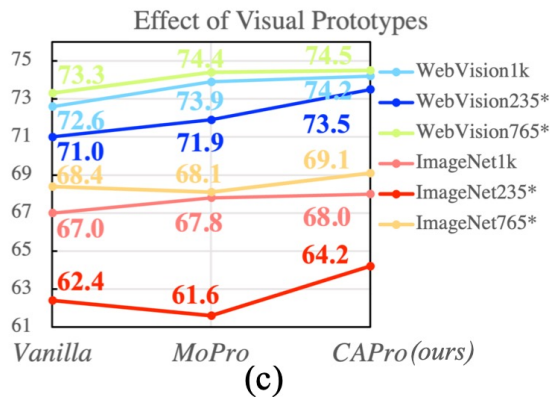 Effect of Visual Prototypes
75
73
71
69
67
65
63
61
73.3
74.4
74.5
72.6
73.9
74.2
71.0
71.9
73.5
68.4
68.1
69.1
67.0
67.8
68.0
62.4
61.6
64.2
WebVision1k
WebVision235*
WebVision765*
ImageNet1k
ImageNet235*
ImageNet765*
Vanilla MoPro CAPro(ours)
(c)